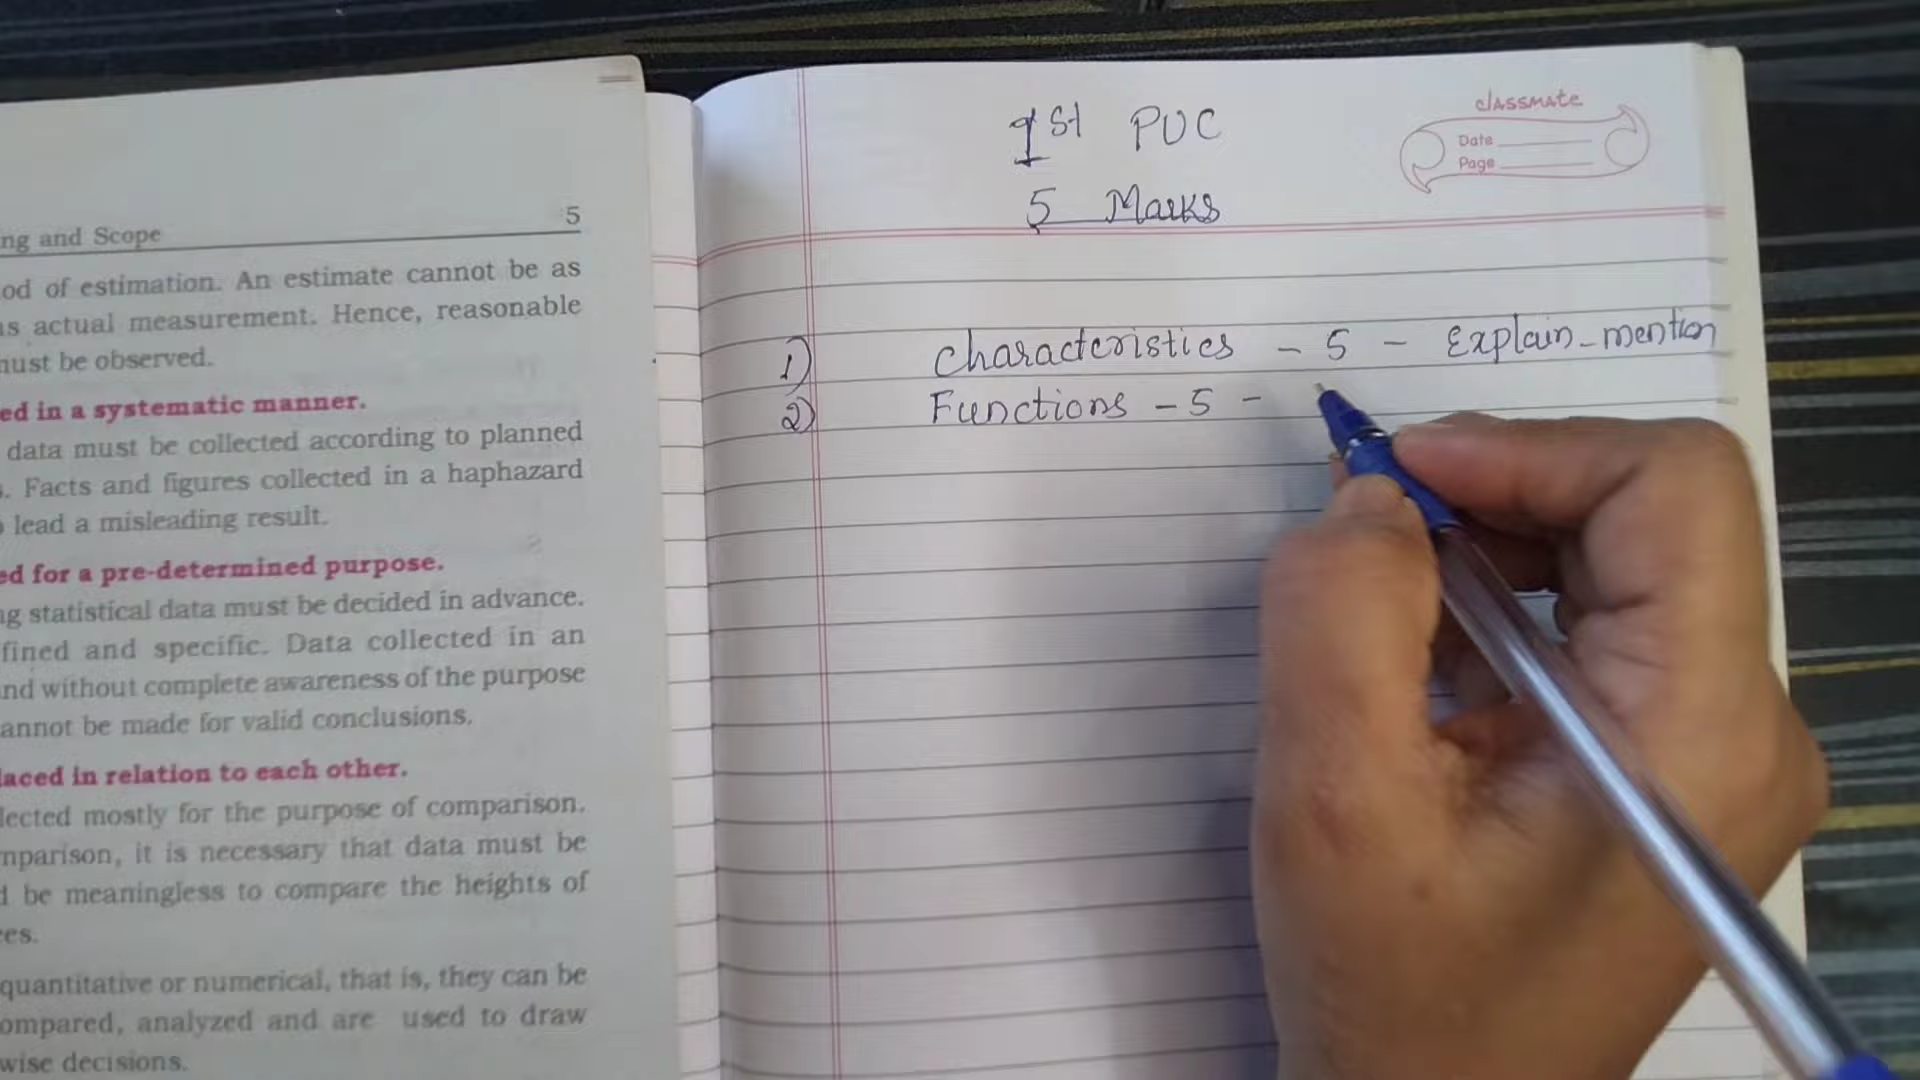 5
ng and Scope
od of estimation. An estimate cannot be as
as actual measurement. Hence, reasonable
must be observed.
ed in a systematic manner.
data must be collected according to planned
s. Facts and figures collected in a haphazard
o lead a misleading result.
ed for a pre-determined purpose.
ng statistical data must be decided in advance.
fined and specific. Data collected in an
nd without complete awareness of the purpose
annot be made for valid conclusions.
laced in relation to each other.
lected mostly for the purpose of comparison.
mparison, it is necessary that data must be
d be meaningless to compare the heights of
ees.
quantitative or numerical, that is, they can be
ompared, analyzed and are used to draw
wise decisions.
classmate
Date
Page
1st PUC
5 Marks
1) Characteristics - 5 - Explain - mention
2) Functions - 5 -